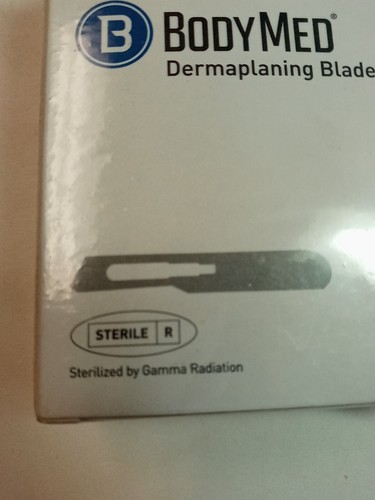 B BODYMED®
Dermaplaning Blade
STERILE R
Sterilized by Gamma Radiation